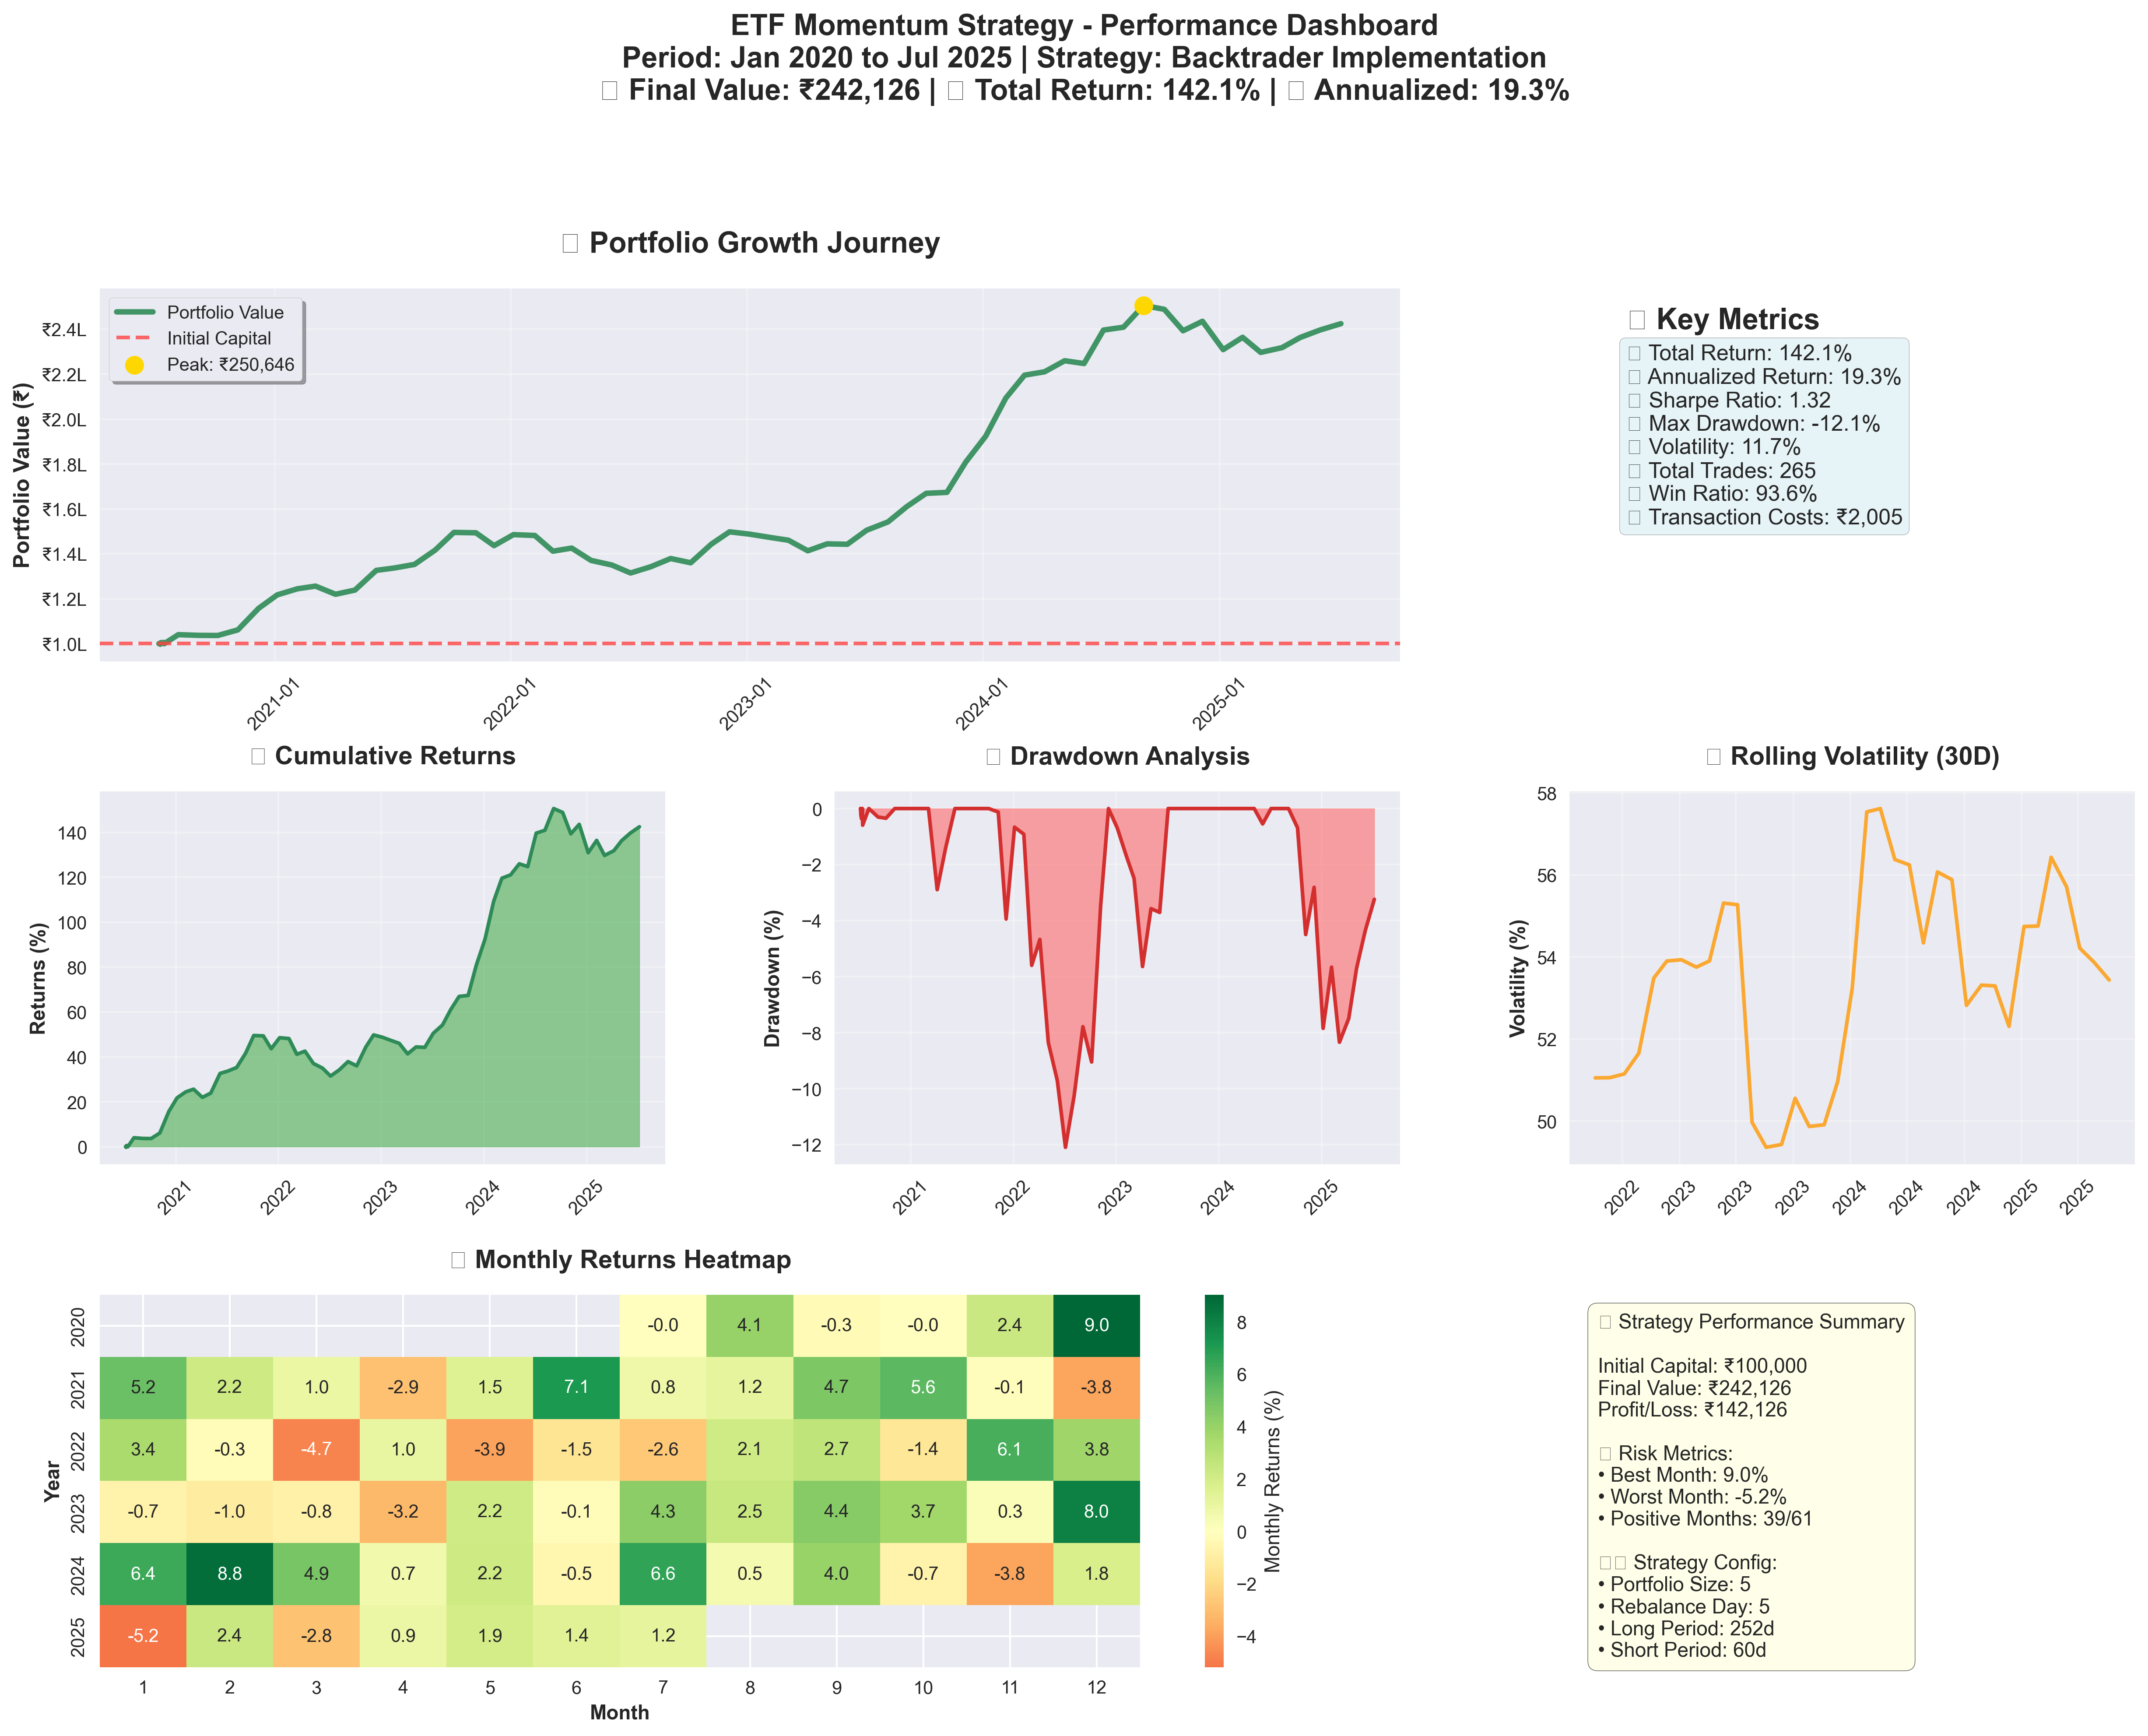 ETF Momentum Strategy - Performance Dashboard
Period: Jan 2020 to Jul 2025 | Strategy: Backtrader Implementation
□ Final Value: ₹242,126 | □ Total Return: 142.1% | □ Annualized: 19.3%
□ Portfolio Growth Journey
Portfolio Value
Initial Capital
Peak: ₹250,646
Portfolio Value (₹)
₹2.4L
₹2.2L
₹2.0L
₹1.8L
₹1.6L
₹1.4L
₹1.2L
₹1.0L
2021-01
2022-01
2023-01
2024-01
2025-01
□ Key Metrics
□ Total Return: 142.1%
□ Annualized Return: 19.3%
□ Sharpe Ratio: 1.32
□ Max Drawdown: -12.1%
□ Volatility: 11.7%
□ Total Trades: 265
□ Win Ratio: 93.6%
□ Transaction Costs: ₹2,005
□ Cumulative Returns
Returns (%)
140
120
100
80
60
40
20
0
2021
2022
2023
2024
2025
□ Drawdown Analysis
Drawdown (%)
0
−2
−4
−6
−8
−10
−12
2021
2022
2023
2024
2025
□ Rolling Volatility (30D)
Volatility (%)
58
56
54
52
50
2022
2023
2023
2023
2024
2024
2024
2025
2025
□ Monthly Returns Heatmap
Year
2020 -0.0 4.1 -0.3 -0.0 2.4 9.0
2021 5.2 2.2 1.0 -2.9 1.5 7.1 0.8 1.2 4.7 5.6 -0.1 -3.8
2022 3.4 -0.3 -4.7 1.0 -3.9 -1.5 -2.6 2.1 2.7 -1.4 6.1 3.8
2023 -0.7 -1.0 -0.8 -3.2 2.2 -0.1 4.3 2.5 4.4 3.7 0.3 8.0
2024 6.4 8.8 4.9 0.7 2.2 -0.5 6.6 0.5 4.0 -0.7 -3.8 1.8
2025 -5.2 2.4 -2.8 0.9 1.9 1.4 1.2
1 2 3 4 5 6 7 8 9 10 11 12
Month
8
6
4
2
0
−2
−4
Monthly Returns (%)
□ Strategy Performance Summary
Initial Capital: ₹100,000
Final Value: ₹242,126
Profit/Loss: ₹142,126
□ Risk Metrics:
• Best Month: 9.0%
• Worst Month: -5.2%
• Positive Months: 39/61
□□ Strategy Config:
• Portfolio Size: 5
• Rebalance Day: 5
• Long Period: 252d
• Short Period: 60d